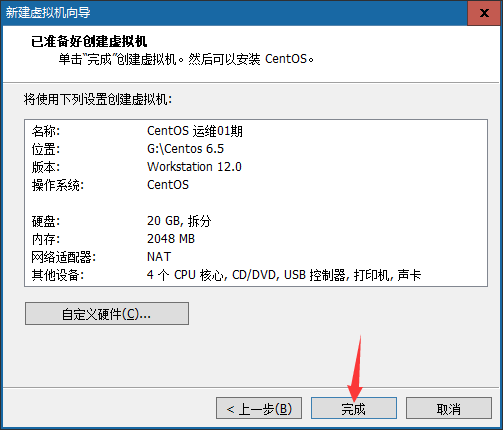 新建虚拟机向导
已准备好创建虚拟机
单击“完成”创建虚拟机。然后可以安装 CentOS。
将使用下列设置创建虚拟机:
名称: CentOS 运维01期
位置: G:\Centos 6.5
版本: Workstation 12.0
操作系统: CentOS
硬盘: 20 GB, 拆分
内存: 2048 MB
网络适配器: NAT
其他设备: 4 个 CPU 核心, CD/DVD, USB 控制器, 打印机, 声卡
自定义硬件(C)...
< 上一步(B) 完成 取消